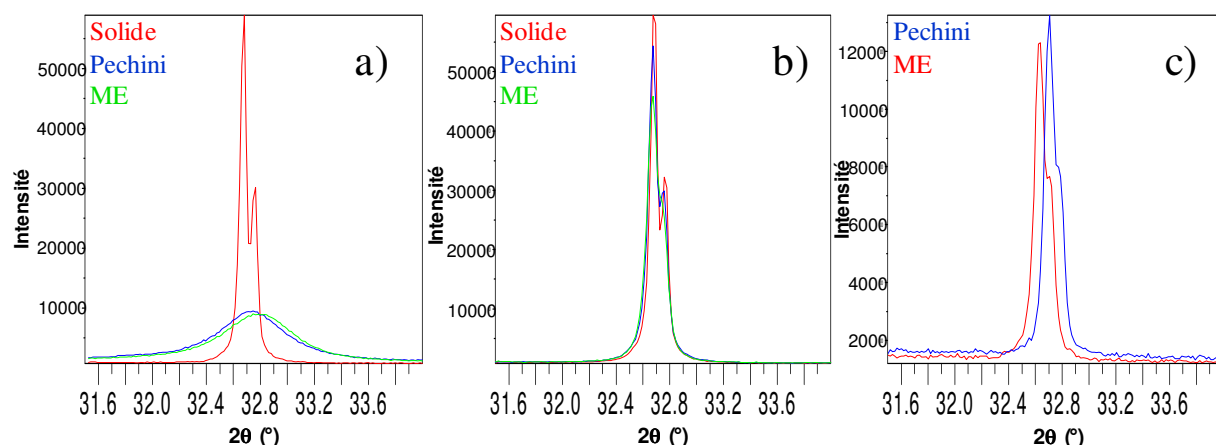 Solide
Pechini
ME
a)
50000
40000
30000
20000
10000
Intensité
31.6 32.0 32.4 32.8 33.6
2θ (°)
Solide
Pechini
ME
b)
50000
40000
30000
20000
10000
Intensité
31.6 32.0 32.4 32.8 33.2 33.6
2θ (°)
Pechini
ME
c)
12000
10000
8000
6000
4000
2000
Intensité
31.6 32.0 32.4 32.8 33.2 33.6
2θ (°)